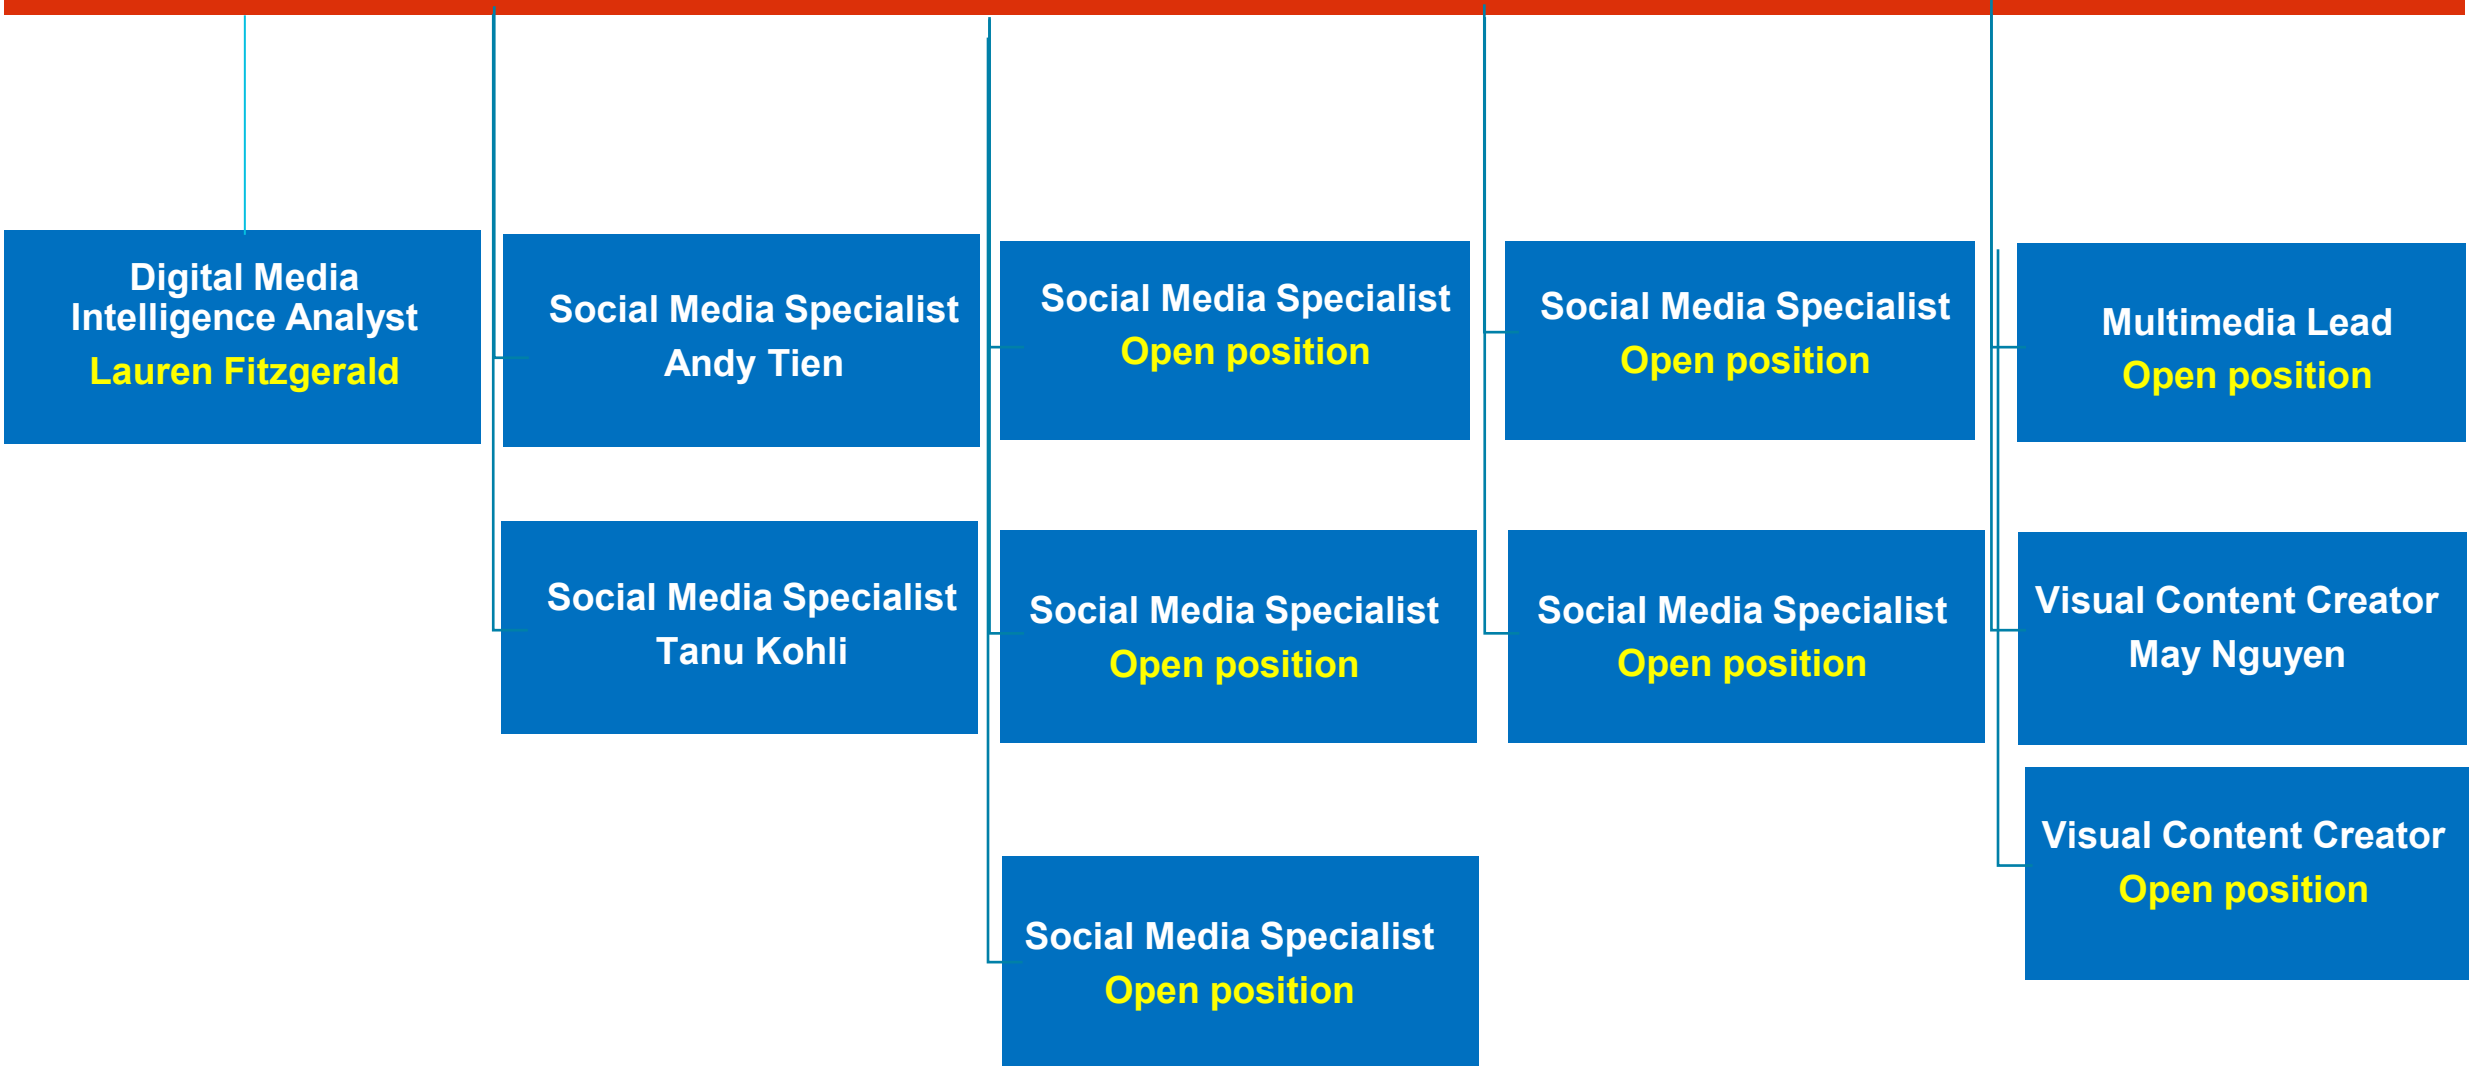 Digital Media
Intelligence Analyst
Lauren Fitzgerald
Social Media Specialist
Andy Tien
Social Media Specialist
Open position
Social Media Specialist
Open position
Multimedia Lead
Open position
Social Media Specialist
Tanu Kohli
Social Media Specialist
Open position
Social Media Specialist
Open position
Visual Content Creator
May Nguyen
Visual Content Creator
Open position
Social Media Specialist
Open position